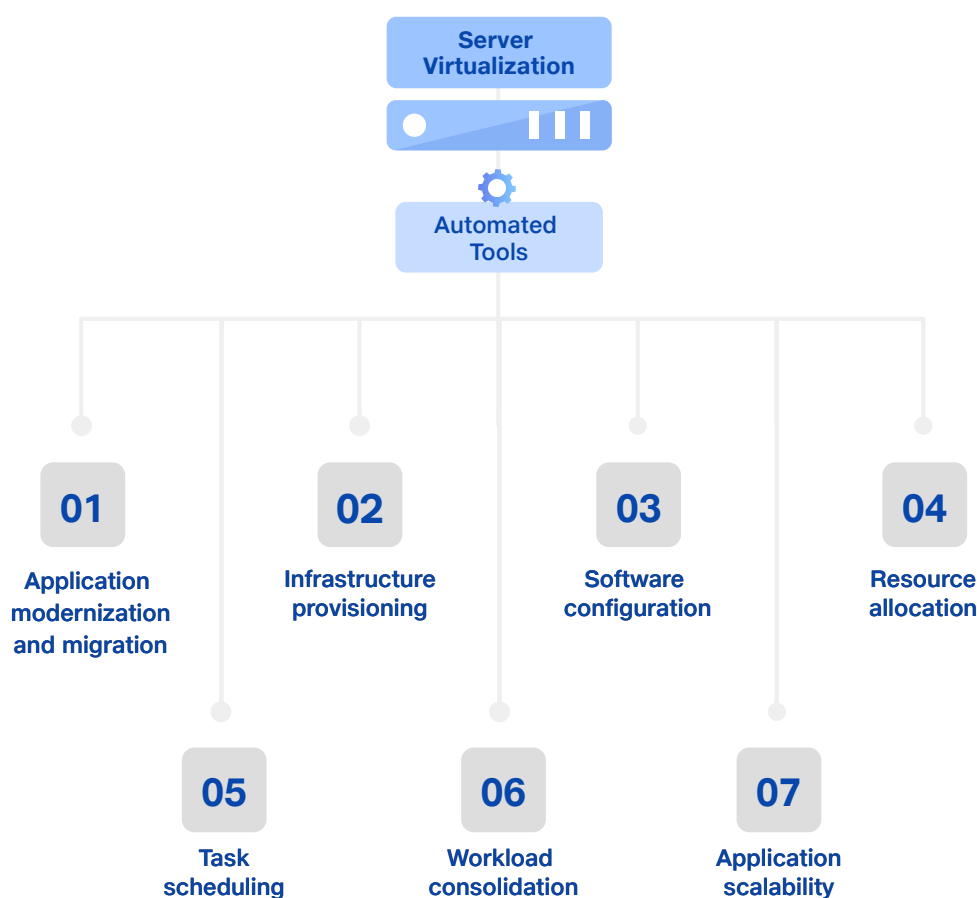 Server
Virtualization
Automated
Tools
01
Application
modernization
and migration
02
Infrastructure
provisioning
03
Software
configuration
04
Resource
allocation
05
Task
scheduling
06
Workload
consolidation
07
Application
scalability